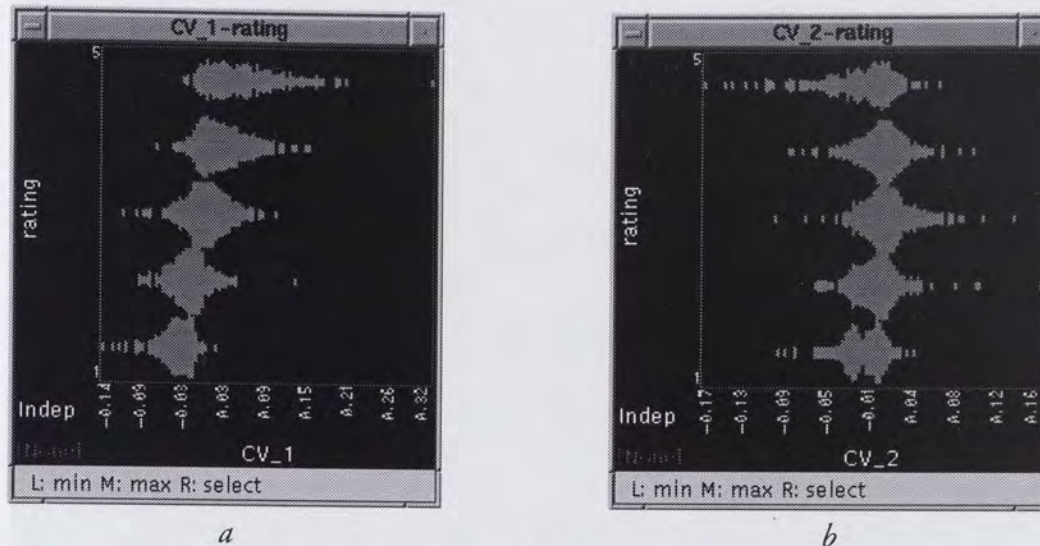 CV_1-rating
5
rating
1
-0.14
-0.09
-0.03
0.03
0.09
0.15
0.21
0.26
0.32
Indep
CV_1
L: min M: max R: select
a
CV_2-rating
5
rating
1
-0.17
-0.13
-0.09
-0.05
-0.01
0.04
0.08
0.12
0.16
Indep
CV_2
L: min M: max R: select
b